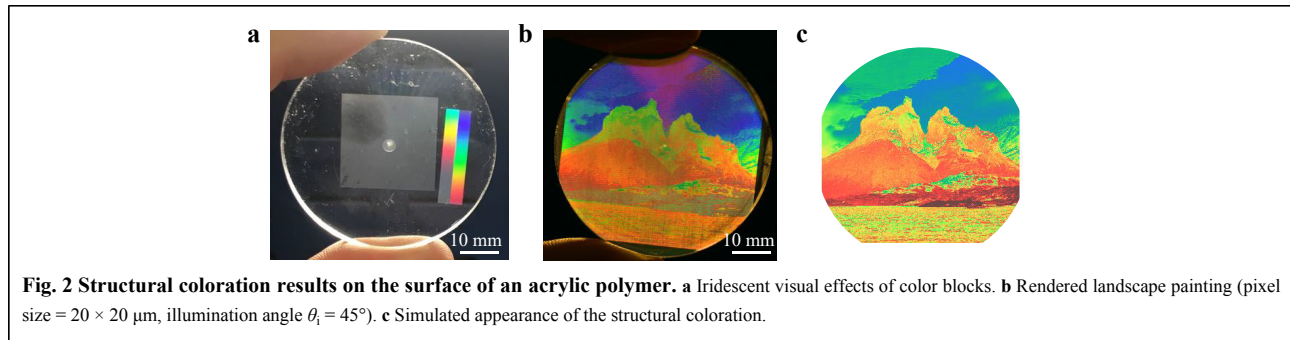 a b c
10 mm 10 mm
Fig. 2 Structural coloration results on the surface of an acrylic polymer. a Iridescent visual effects of color blocks. b Rendered landscape painting (pixel
size = 20 × 20 μm, illumination angle θi = 45°). c Simulated appearance of the structural coloration.